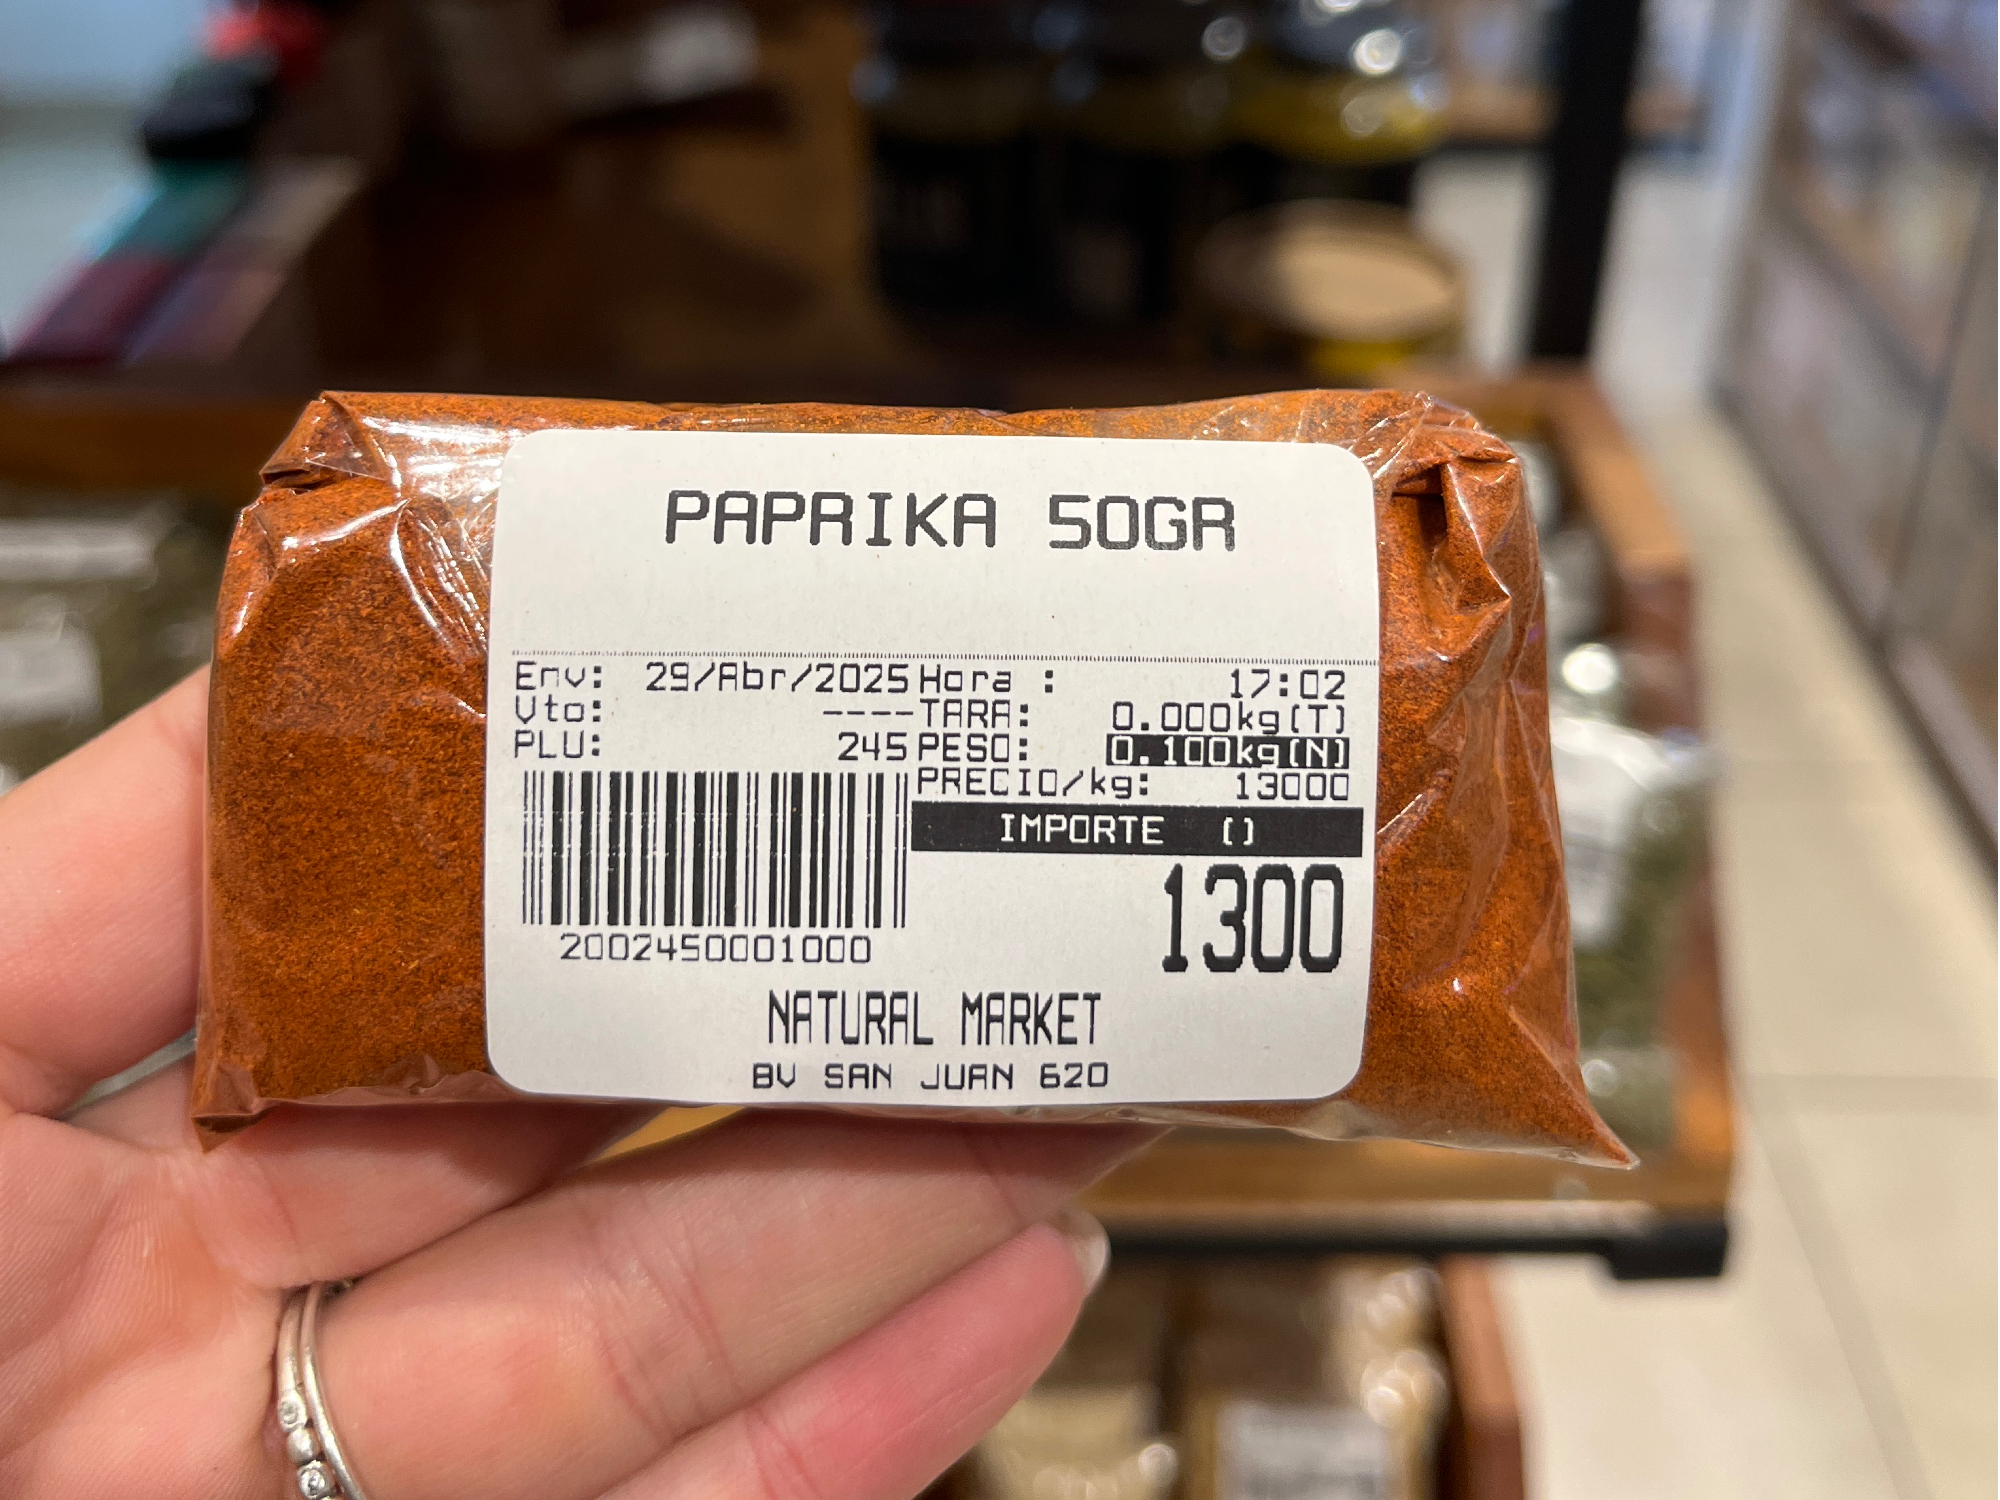 PAPRIKA 50GR
Env: 29/Abr/2025 Hora : 17:02
Vto: ---- TARA: 0.000kg(T)
PLU: 245 PESO: 0.100kg(N)
PRECIO/kg: 13000
IMPORTE ()
1300
2002450001000
NATURAL MARKET
BV SAN JUAN 620